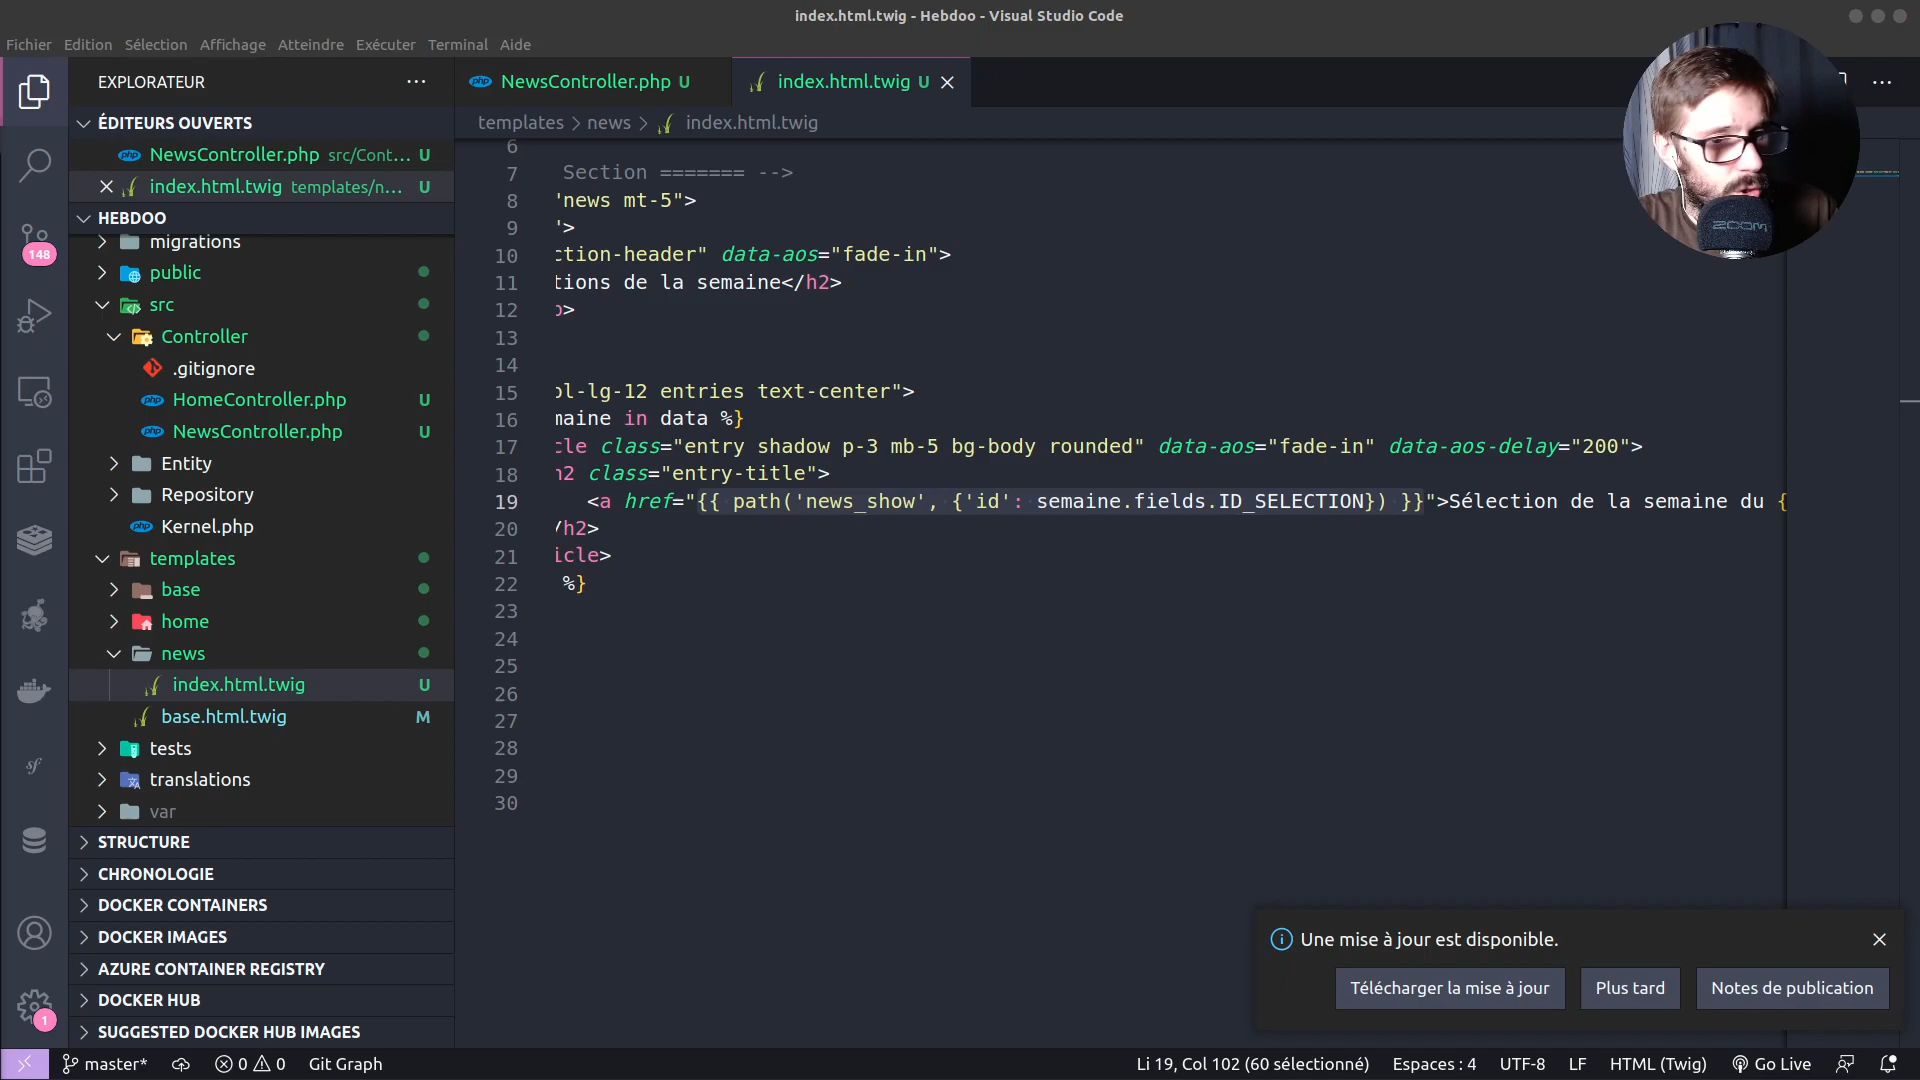 index.html.twig - Hebdoo - Visual Studio Code
Fichier Edition Sélection Affichage Atteindre Exécuter Terminal Aide
EXPLORATEUR
NewsController.php U
index.html.twig U
templates > news > index.html.twig
ÉDITEURS OUVERTS
NewsController.php src/Cont... U
index.html.twig templates/n... U
HEBDOO
migrations
public
src
Controller
.gitignore
HomeController.php U
NewsController.php U
Entity
Repository
Kernel.php
templates
base
home
news
index.html.twig U
base.html.twig M
tests
translations
var
STRUCTURE
CHRONOLOGIE
DOCKER CONTAINERS
DOCKER IMAGES
AZURE CONTAINER REGISTRY
DOCKER HUB
SUGGESTED DOCKER HUB IMAGES
148
1
6
7 Section ======= -->
8 "news mt-5">
9 ">
10 ction-header" data-aos="fade-in">
11 tions de la semaine</h2>
12 p>
13
14
15 ol-lg-12 entries text-center">
16 maine in data %}
17 cle class="entry shadow p-3 mb-5 bg-body rounded" data-aos="fade-in" data-aos-delay="200">
18 h2 class="entry-title">
19 <a href="{{ path('news_show', {'id': semaine.fields.ID_SELECTION}) }}">Sélection de la semaine du {
20 /h2>
21 icle>
22 %}
23
24
25
26
27
28
29
30
ZOOM
Une mise à jour est disponible.
Télécharger la mise à jour Plus tard Notes de publication
master* 0 0 Git Graph
Li 19, Col 102 (60 sélectionné) Espaces : 4 UTF-8 LF HTML (Twig) Go Live